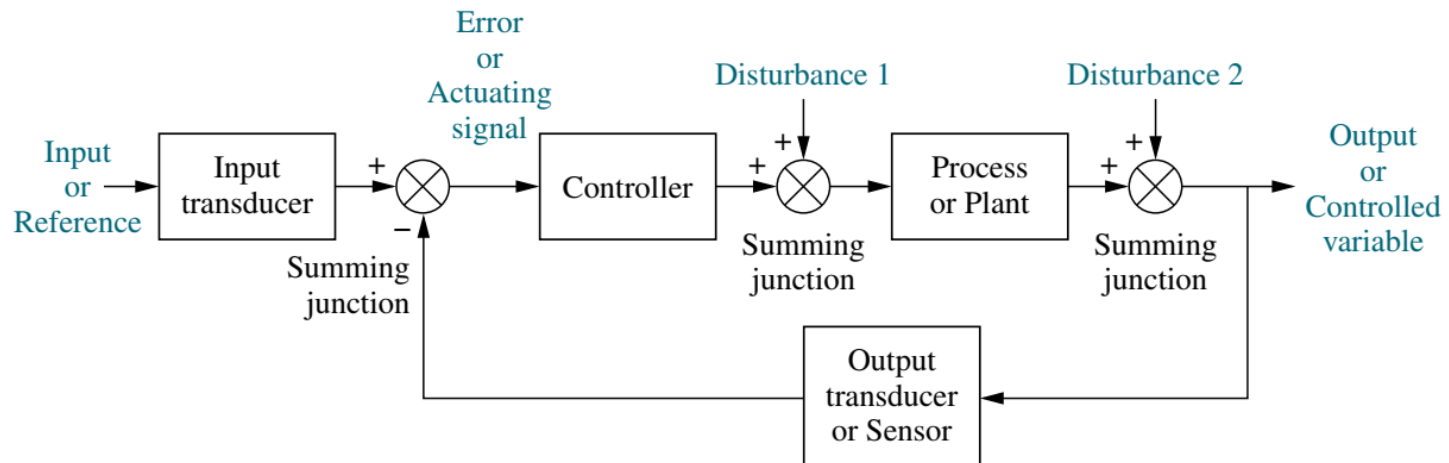 Error
or
Actuating
signal
Disturbance 1
Disturbance 2
Input
or
Reference
Input
transducer
+
−
Summing
junction
Controller
+
+
Summing
junction
Process
or Plant
+
+
Summing
junction
Output
or
Controlled
variable
Output
transducer
or Sensor